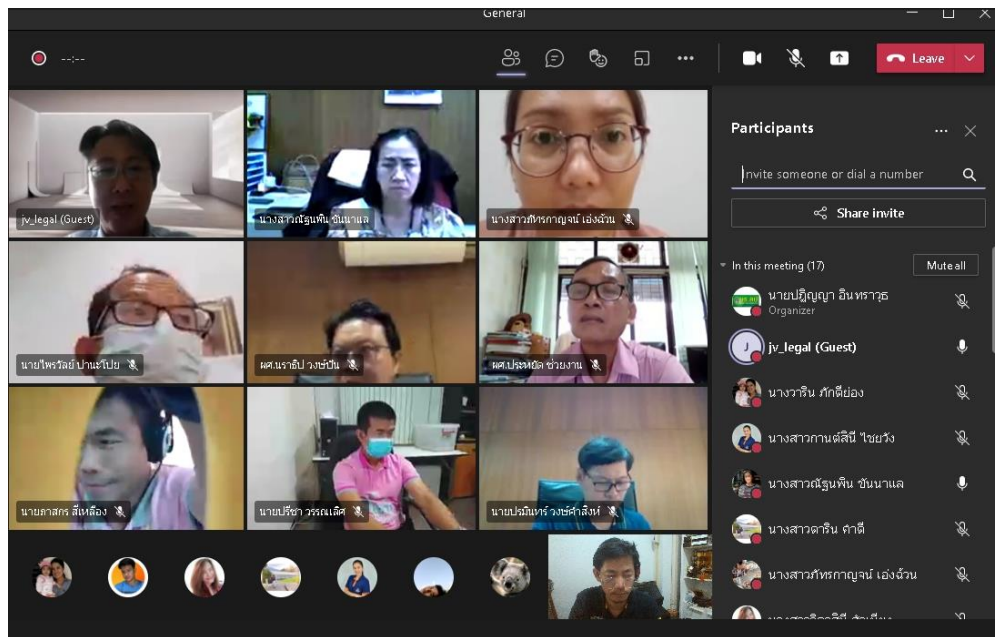 General
--:--
Leave
jv_legal (Guest)
นางสาวณัฐนพิน ขันนาแล
นางสาวภัทรกาญจน์ เอ่งฉ้วน
นายไพรวัลย์ ปานะโปย
ผศ.นราธิป วงษ์ปัน
ผศ.ประหยัด ช่วยงาน
นายภาสกร สีเหลือง
นายปรีชา วรรณเลิศ
นายปรมินทร์ วงษ์คำสิงห์
Participants
Invite someone or dial a number
Share invite
In this meeting (17)
Mute all
นายปฏิญญา อินทราวุธ
Organizer
J
jv_legal (Guest)
นางวาริน ภักดีย่อง
นางสาวกานต์สินี ไชยวัง
นางสาวณัฐนพิน ขันนาแล
นางสาวดาริน คำดี
นางสาวภัทรกาญจน์ เอ่งฉ้วน